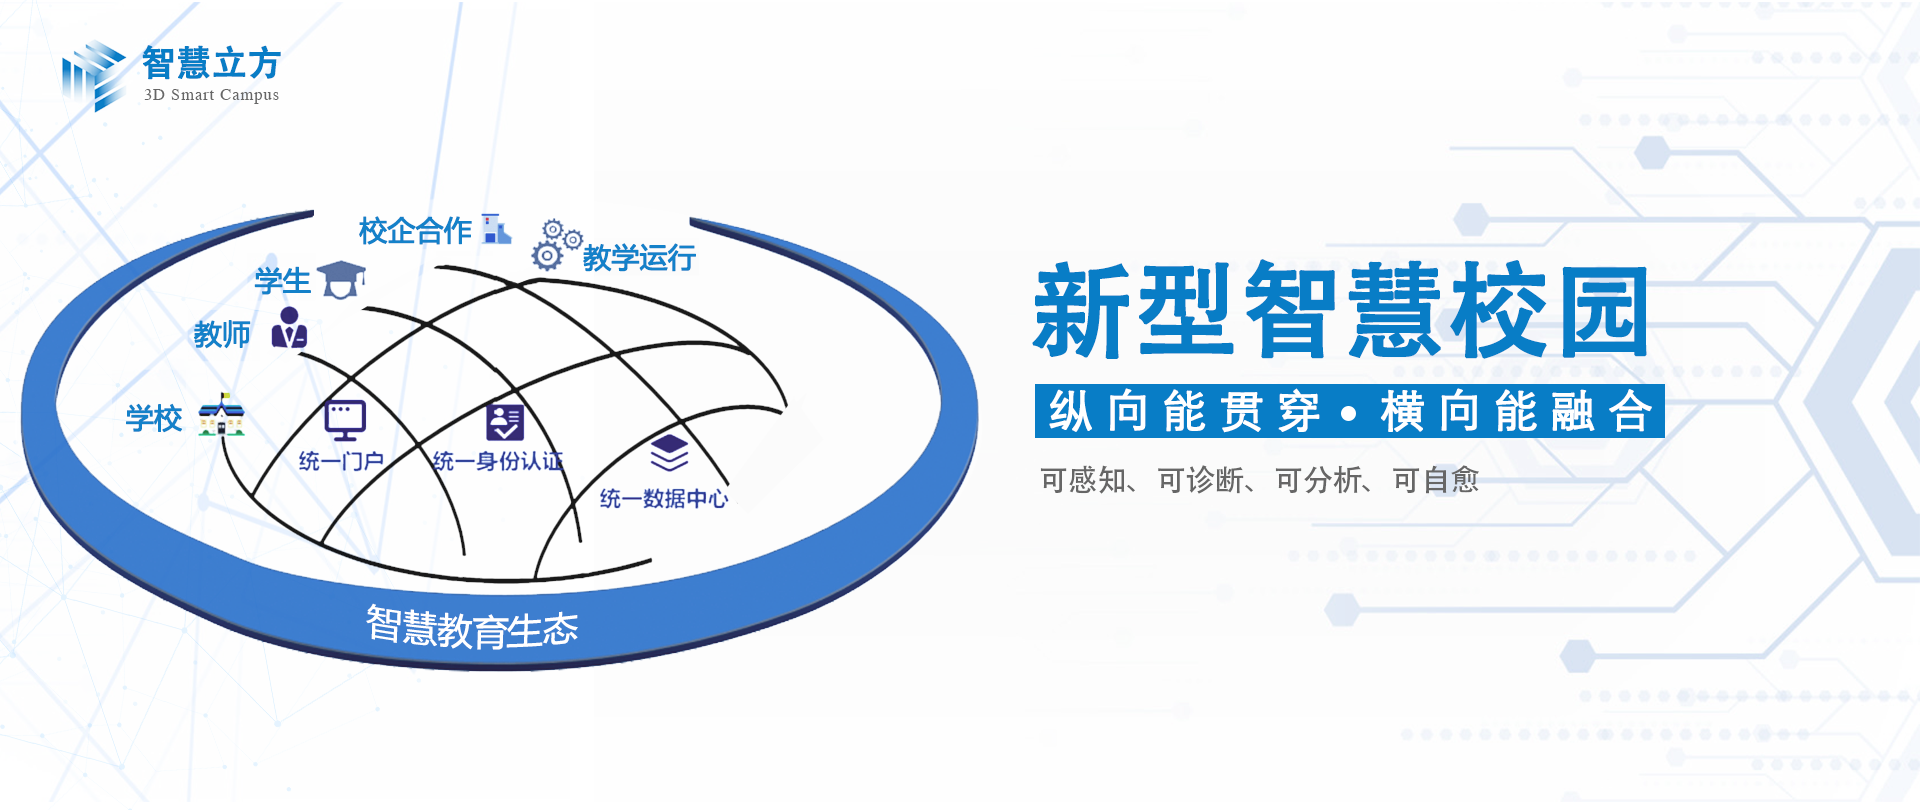 智慧立方
3D Smart Campus
校企合作
教学运行
学生
教师
学校
统一门户
统一身份认证
统一数据中心
智慧教育生态
新型智慧校园
纵向能贯穿•横向能融合
可感知、可诊断、可分析、可自愈